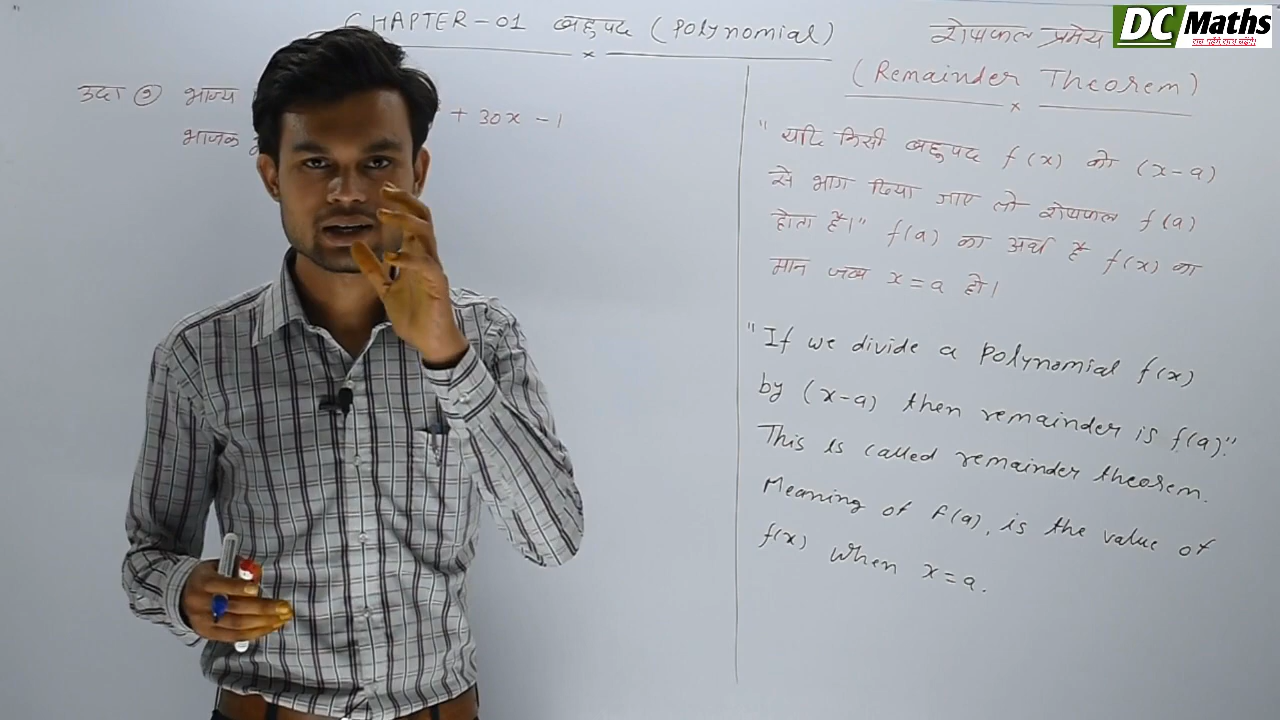 CHAPTER-01 बहुपद (Polynomial)
उदा ① भाज्य
+ 30x - 1
भाजक
शेषफल प्रमेय
(Remainder Theorem)
"यदि किसी बहुपद f(x) को (x-a)
से भाग दिया जाए तो शेषफल f(a)
होता है।" f(a) का अर्थ है f(x) का
मान जब x=a हो।
"If we divide a polynomial f(x)
by (x-a) then remainder is f(a)."
This is called remainder theorem.
Meaning of f(a), is the value of
f(x) when x=a.
DC Maths